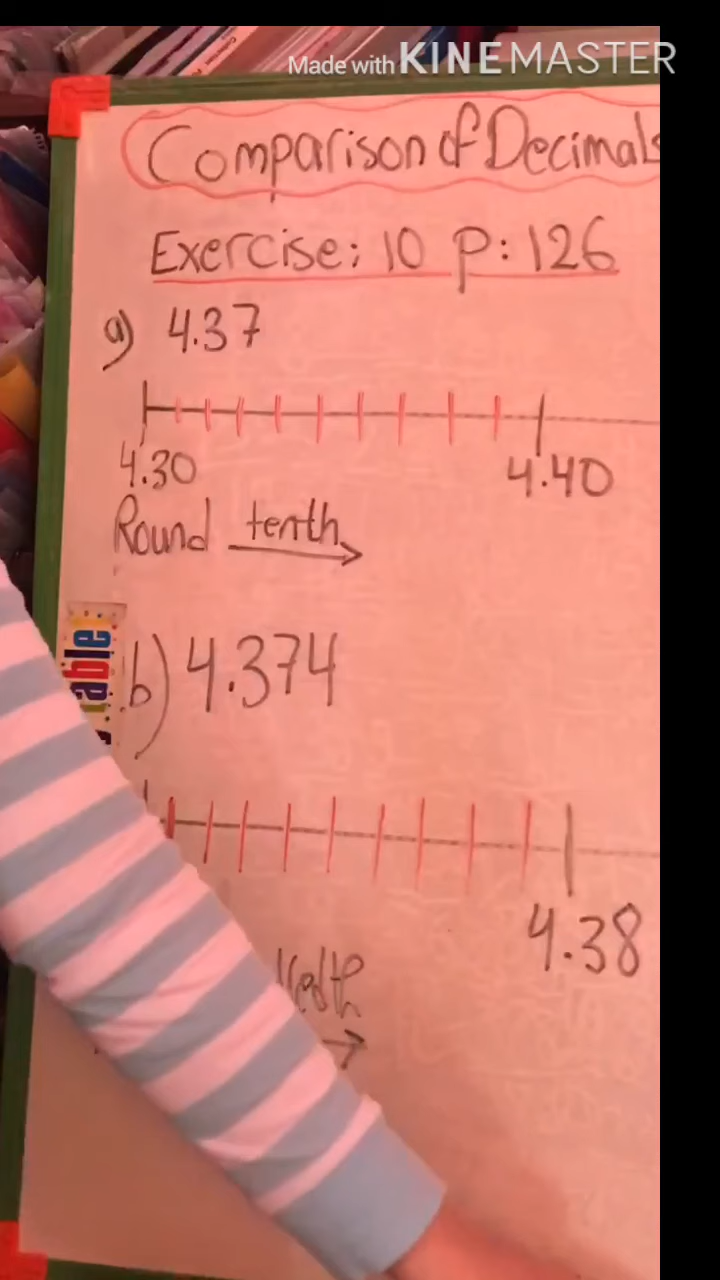 Made with KINEMASTER
Comparison of Decimals
Exercise: 10 p: 126
a) 4.37
4.30 4.40
Round tenth
able
b) 4.374
4.38